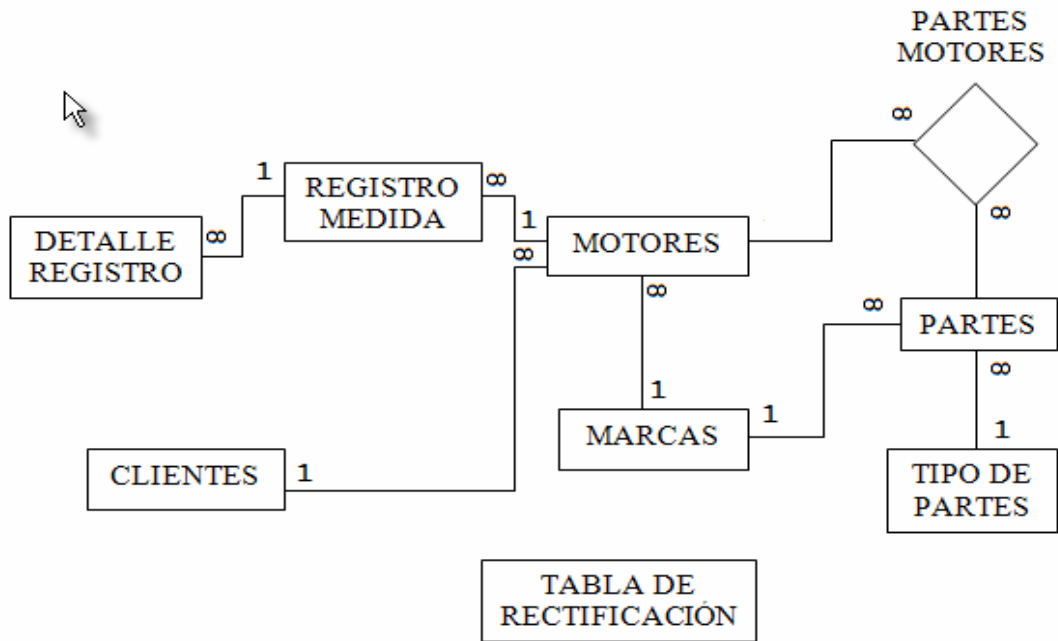 PARTES
MOTORES
∞
1
REGISTRO
MEDIDA
∞
∞
DETALLE
REGISTRO
∞
1
MOTORES
∞
∞
∞
PARTES
∞
1
1
MARCAS
1
CLIENTES
1
TIPO DE
PARTES
TABLA DE
RECTIFICACIÓN